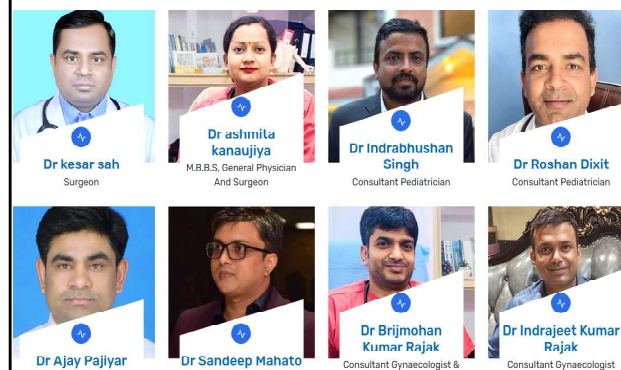 Dr kesar sah
Surgeon
Dr ashmita
kanaujiya
M.B.B.S, General Physician
And Surgeon
Dr Indrabhushan
Singh
Consultant Pediatrician
Dr Roshan Dixit
Consultant Pediatrician
Dr Ajay Pajiyar
Dr Sandeep Mahato
Dr Brijmohan
Kumar Rajak
Consultant Gynaecologist &
Dr Indrajeet Kumar
Rajak
Consultant Gynaecologist